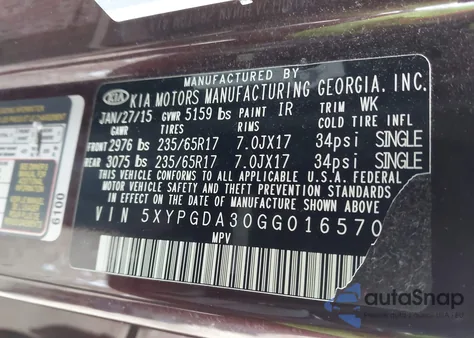 MANUFACTURED BY
KIA KIA MOTORS MANUFACTURING GEORGIA, INC.
JAN/27/15 GVWR 5159 lbs PAINT IR TRIM WK
GAWR TIRES RIMS COLD TIRE INFL
FRONT 2976 lbs 235/65R17 7.0JX17 34psi SINGLE
REAR 3075 lbs 235/65R17 7.0JX17 34psi SINGLE
THIS VEHICLE CONFORMS TO ALL APPLICABLE U.S.A. FEDERAL
MOTOR VEHICLE SAFETY AND THEFT PREVENTION STANDARDS
IN EFFECT ON THE DATE OF MANUFACTURE SHOWN ABOVE
VIN 5XYPGDA30GG016570
MPV
6100
autoSnap